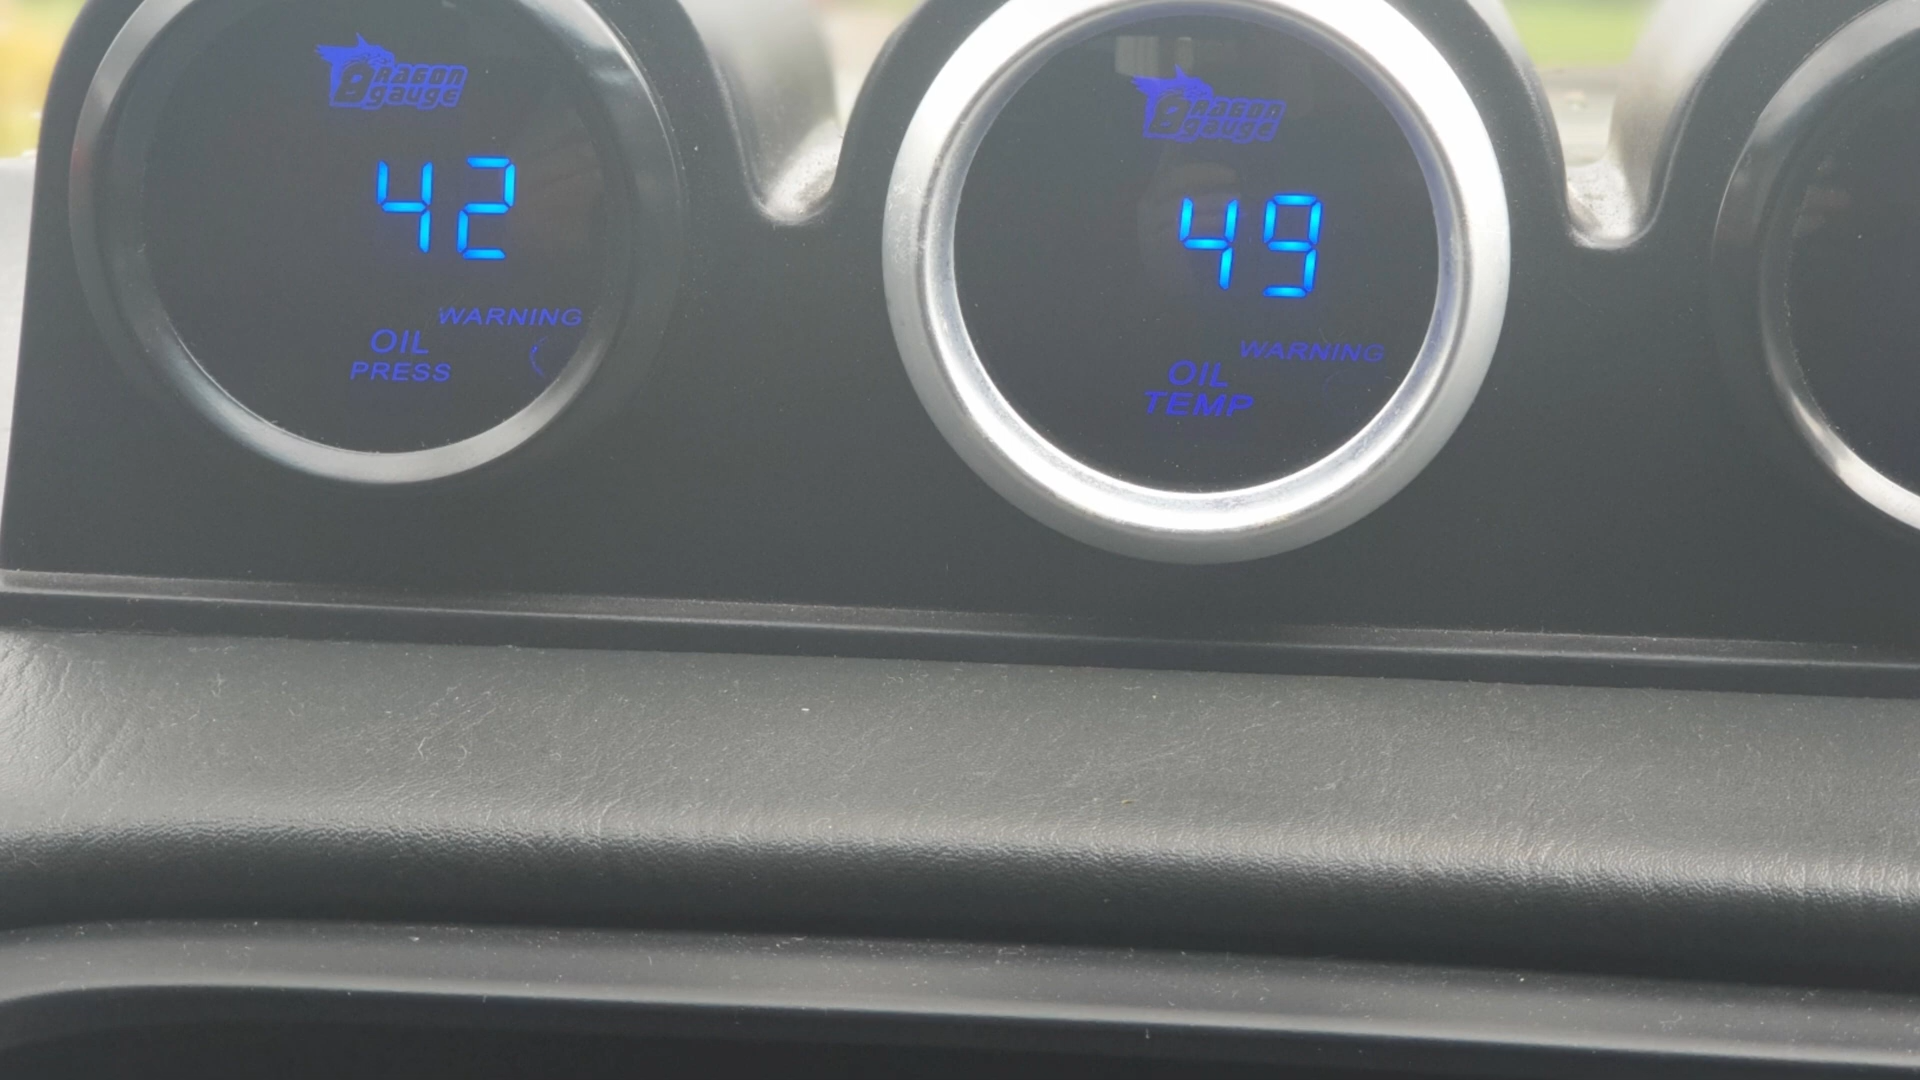 DRAGON
gauge
42
WARNING
OIL
PRESS
DRAGON
gauge
49
WARNING
OIL
TEMP